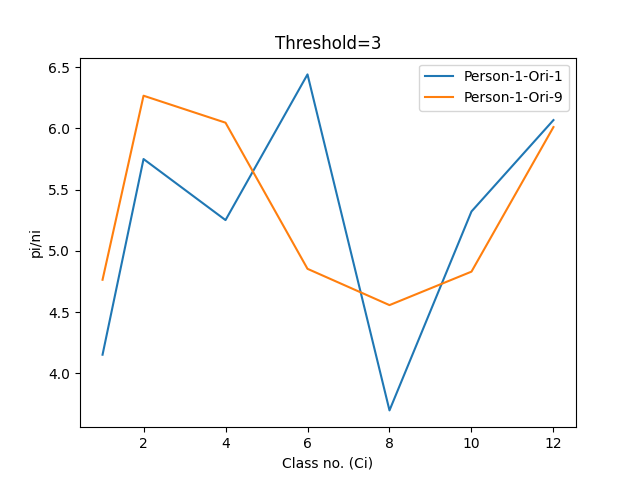 Threshold=3
Person-1-Ori-1
Person-1-Ori-9
6.5
6.0
5.5
5.0
4.5
4.0
pi/ni
2 4 6 8 10 12
Class no. (Ci)